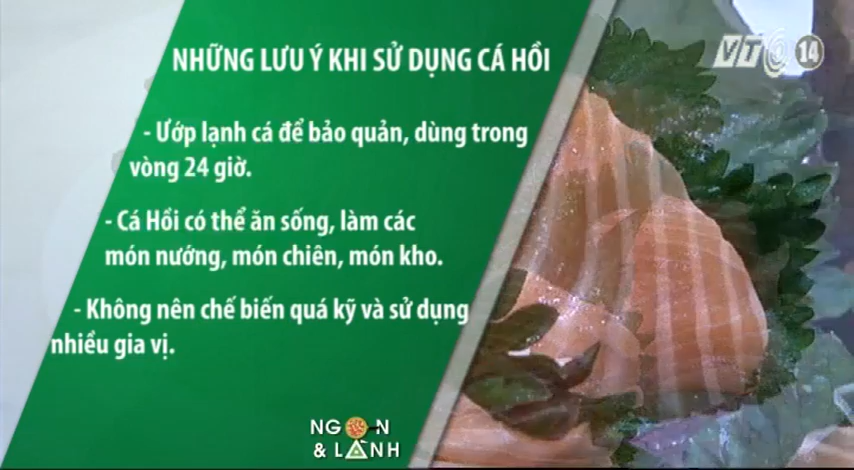 NHỮNG LƯU Ý KHI SỬ DỤNG CÁ HỒI
VT 14
- Ướp lạnh cá để bảo quản, dùng trong
vòng 24 giờ.
- Cá Hồi có thể ăn sống, làm các
món nướng, món chiên, món kho.
- Không nên chế biến quá kỹ và sử dụng
nhiều gia vị.
NGON
& LÀNH